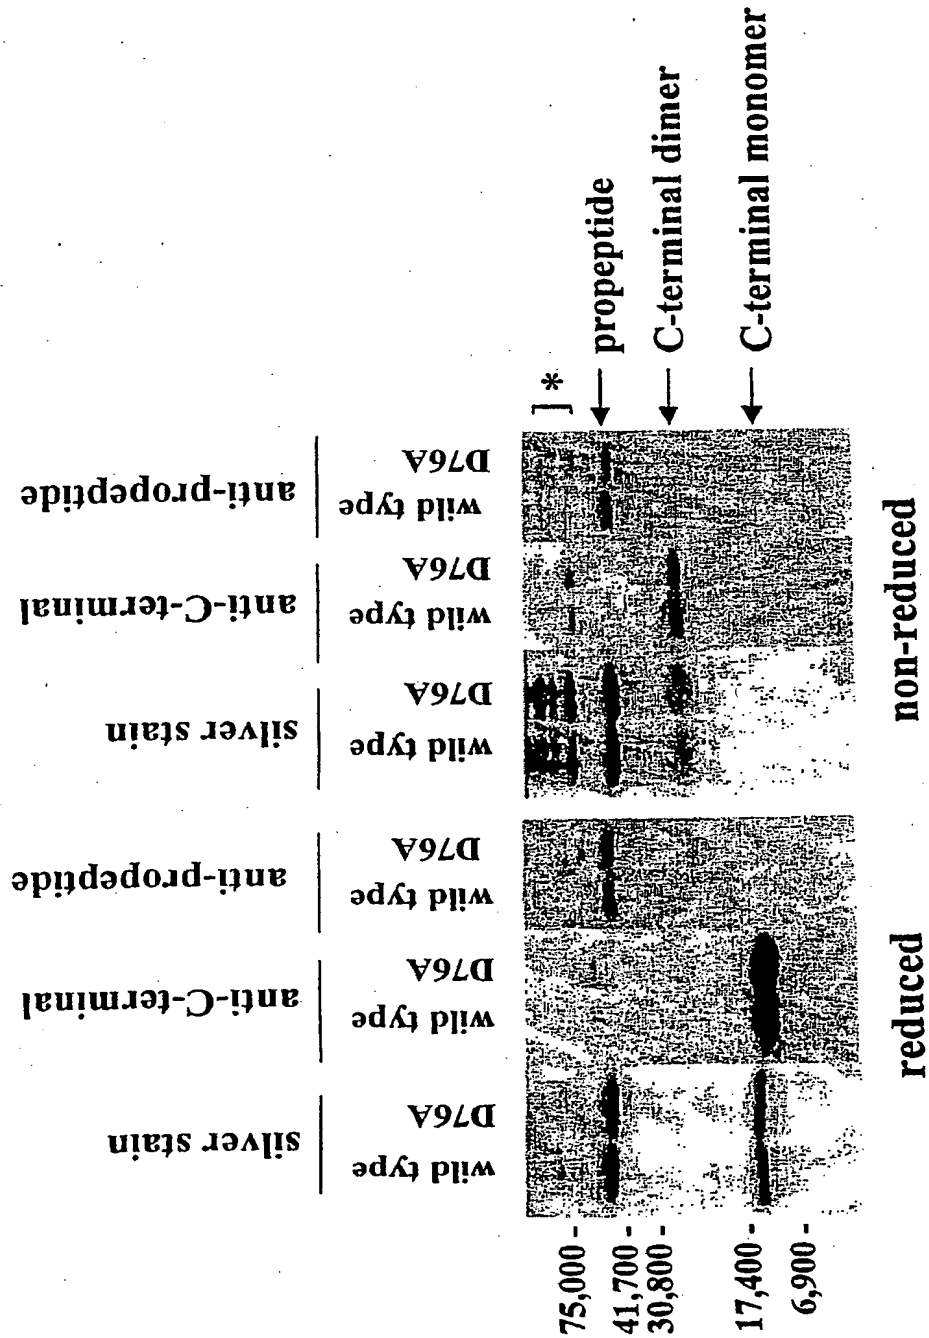 silver stain
anti-C-terminal
anti-propeptide
silver stain
anti-C-terminal
anti-propeptide
wild type
D76A
wild type
D76A
wild type
D76A
wild type
D76A
wild type
D76A
wild type
D76A
75,000 -
41,700 -
30,800 -
17,400 -
6,900 -
] *
propeptide
C-terminal dimer
C-terminal monomer
reduced
non-reduced